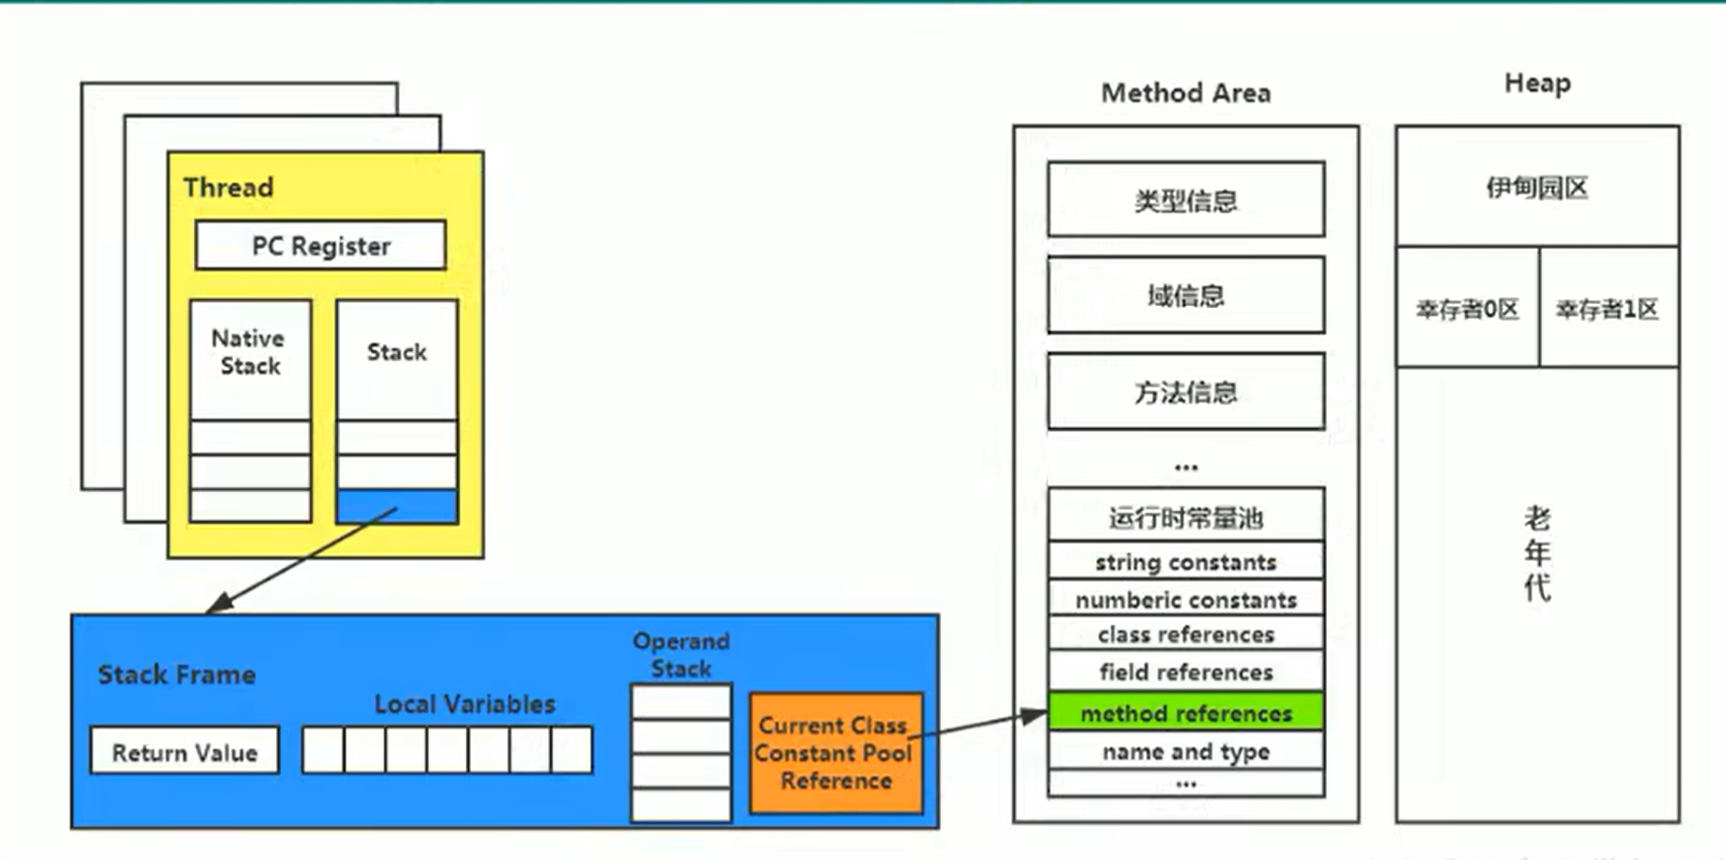 Thread
PC Register
Native
Stack
Stack
Stack Frame
Return Value
Local Variables
Operand
Stack
Current Class
Constant Pool
Reference
Method Area
类型信息
域信息
方法信息
...
运行时常量池
string constants
numberic constants
class references
field references
method references
name and type
...
Heap
伊甸园区
幸存者0区
幸存者1区
老
年
代